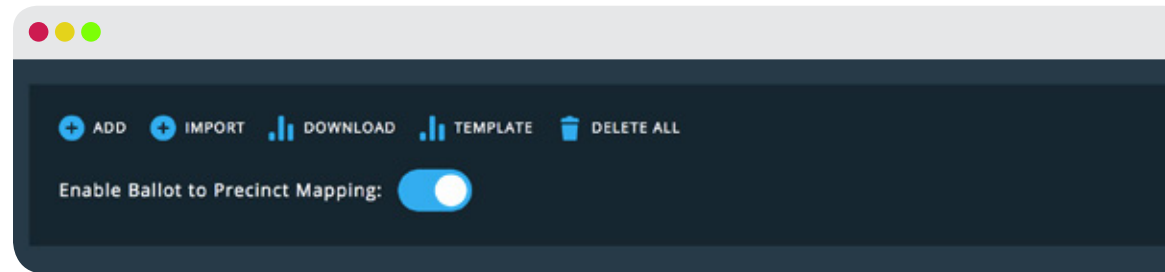 ADD IMPORT DOWNLOAD TEMPLATE DELETE ALL
Enable Ballot to Precinct Mapping: